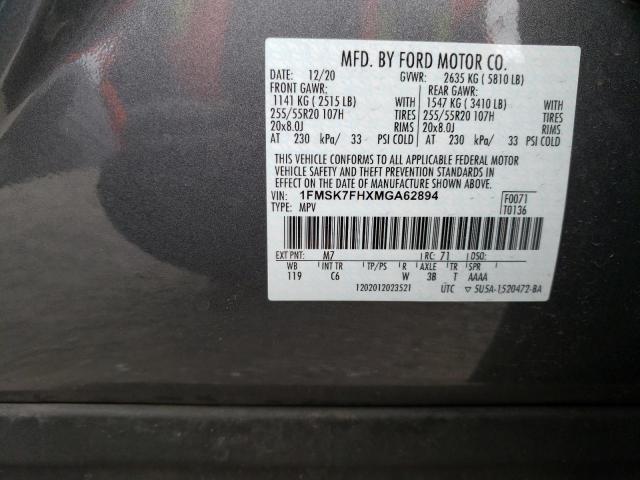 MFD. BY FORD MOTOR CO.
DATE: 12/20 GVWR: 2635 KG ( 5810 LB)
FRONT GAWR: REAR GAWR:
1141 KG ( 2515 LB) WITH 1547 KG ( 3410 LB) WITH
255/55R20 107H TIRES 255/55R20 107H TIRES
20x8.0J RIMS 20x8.0J RIMS
AT 230 kPa/ 33 PSI COLD AT 230 kPa/ 33 PSI COLD
THIS VEHICLE CONFORMS TO ALL APPLICABLE FEDERAL MOTOR
VEHICLE SAFETY AND THEFT PREVENTION STANDARDS IN
EFFECT ON THE DATE OF MANUFACTURE SHOWN ABOVE.
VIN: 1FMSK7FHXMGA62894 F0071
TYPE: MPV T0136
EXT PNT: M7 RC: 71 DSO:
WB INT TR TP/PS R AXLE TR SPR
119 C6 W 3B T AAAA
1202012023521 UTC ▽ 5U5A-1520472-BA